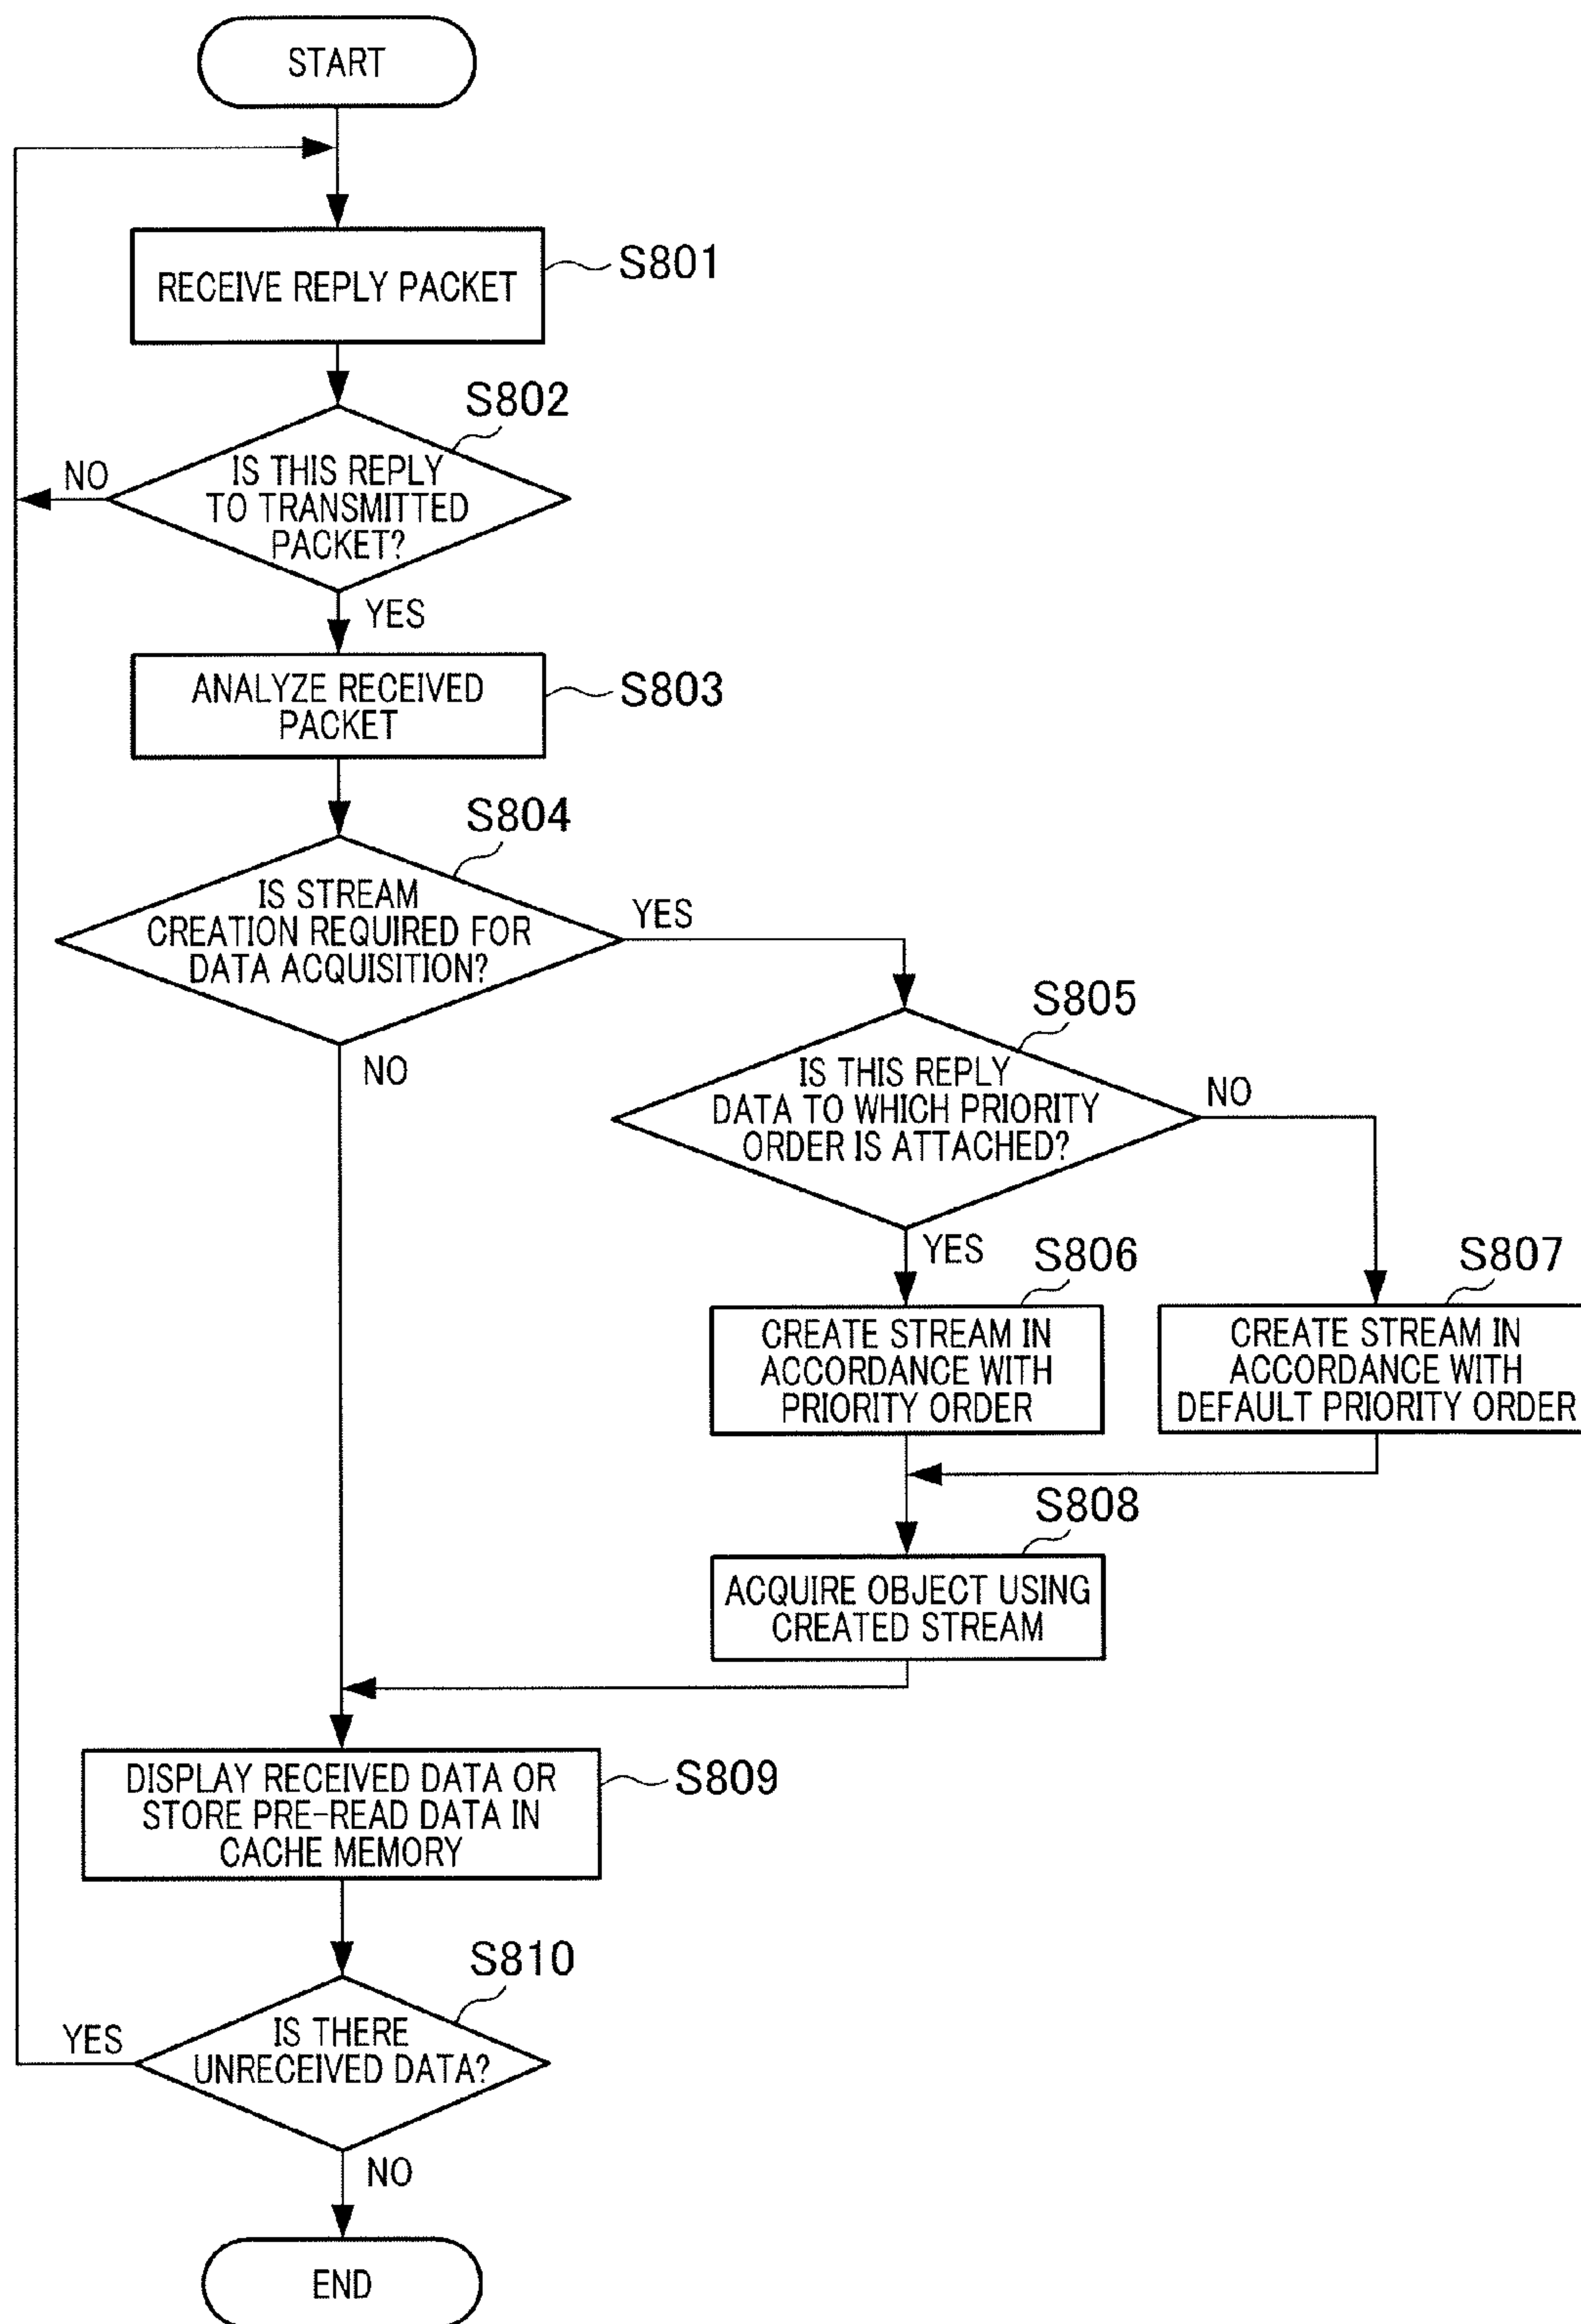 START
RECEIVE REPLY PACKET
S801
S802
NO
IS THIS REPLY
TO TRANSMITTED
PACKET?
YES
ANALYZE RECEIVED
PACKET
S803
S804
IS STREAM
CREATION REQUIRED FOR
DATA ACQUISITION?
YES
NO
S805
IS THIS REPLY
DATA TO WHICH PRIORITY
ORDER IS ATTACHED?
NO
YES
S806
CREATE STREAM IN
ACCORDANCE WITH
PRIORITY ORDER
S807
CREATE STREAM IN
ACCORDANCE WITH
DEFAULT PRIORITY ORDER
S808
ACQUIRE OBJECT USING
CREATED STREAM
DISPLAY RECEIVED DATA OR
STORE PRE-READ DATA IN
CACHE MEMORY
S809
S810
YES
IS THERE
UNRECEIVED DATA?
NO
END